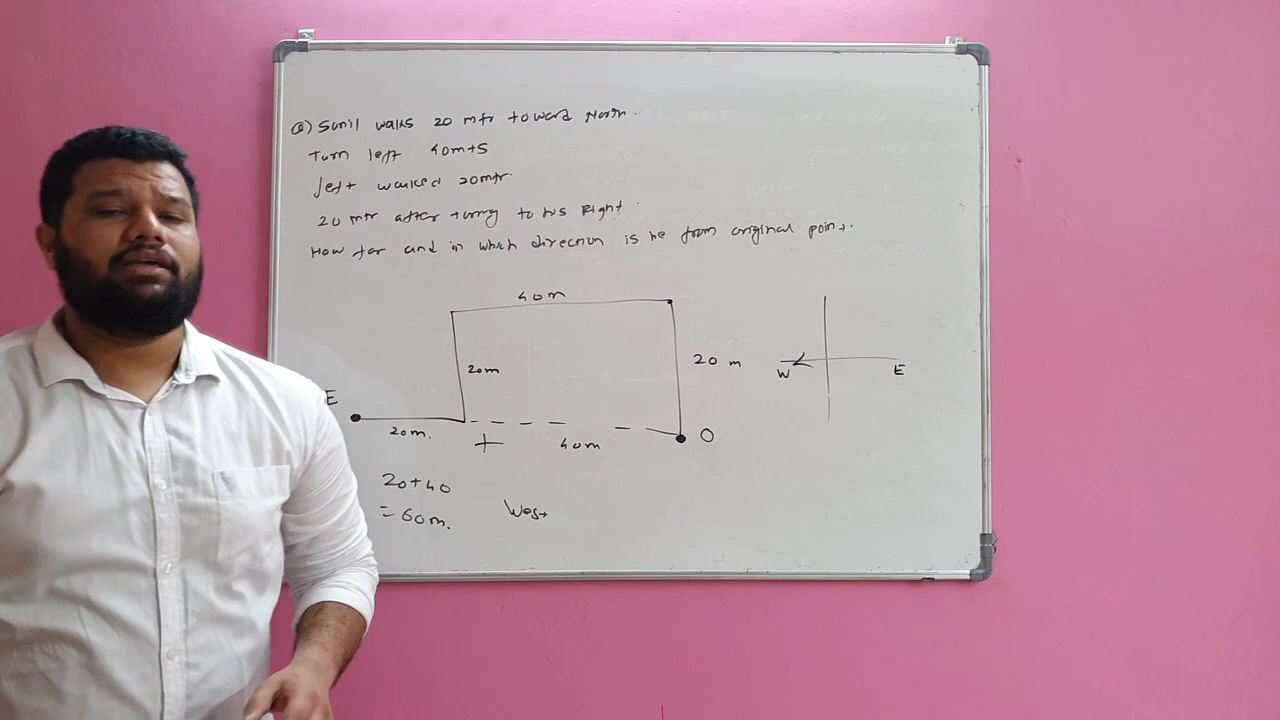 Q) Sunil walks 20 mtr toward North.
Turn left 40mts
left walked 20mtr.
20 mtr after turng to his Right.
How far and in which direction is he from original point.
40m
20m
20 m
W E
E
20m. + 40m O
20+40
= 60m. West